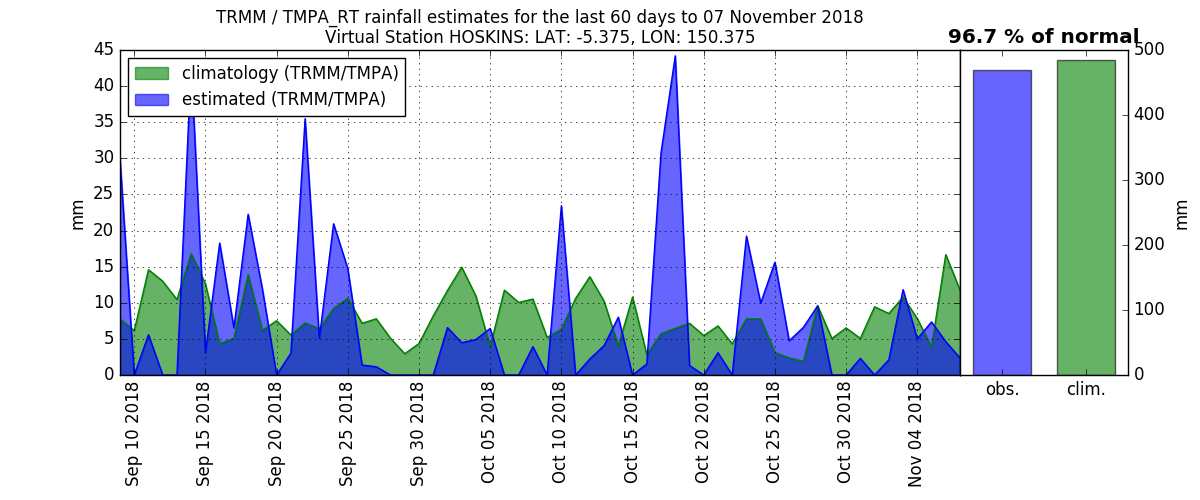 TRMM / TMPA_RT rainfall estimates for the last 60 days to 07 November 2018
Virtual Station HOSKINS: LAT: -5.375, LON: 150.375
96.7 % of normal
climatology (TRMM/TMPA)
estimated (TRMM/TMPA)
mm
45
40
35
30
25
20
15
10
5
0
Sep 10 2018
Sep 15 2018
Sep 20 2018
Sep 25 2018
Sep 30 2018
Oct 05 2018
Oct 10 2018
Oct 15 2018
Oct 20 2018
Oct 25 2018
Oct 30 2018
Nov 04 2018
obs.
clim.
500
400
300
200
100
0
mm